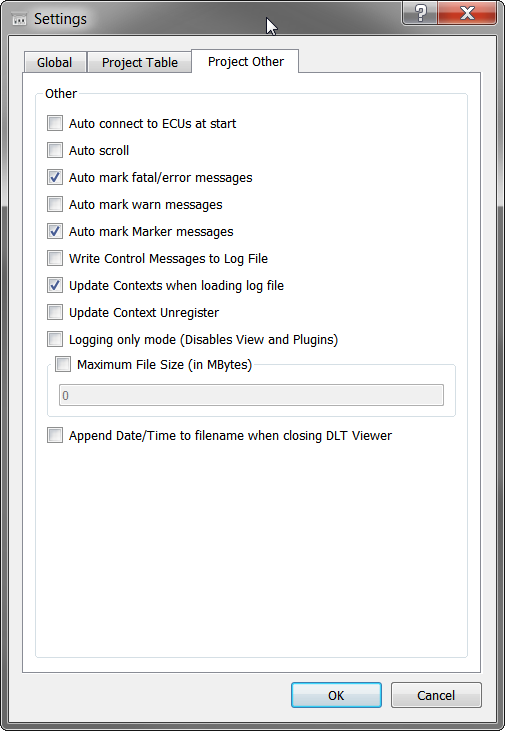 Settings
Global
Project Table
Project Other
Other
Auto connect to ECUs at start
Auto scroll
Auto mark fatal/error messages
Auto mark warn messages
Auto mark Marker messages
Write Control Messages to Log File
Update Contexts when loading log file
Update Context Unregister
Logging only mode (Disables View and Plugins)
Maximum File Size (in MBytes)
0
Append Date/Time to filename when closing DLT Viewer
OK
Cancel